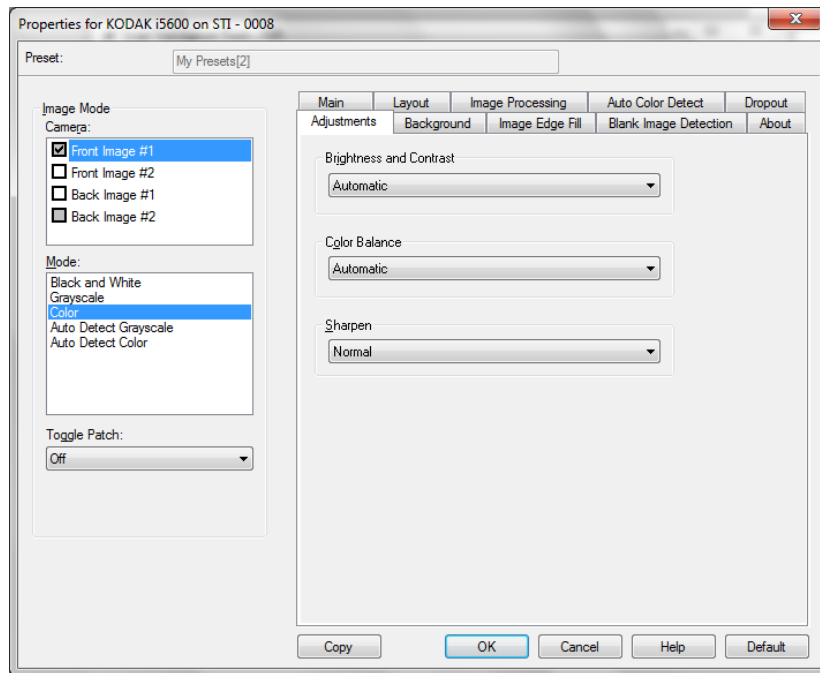 Properties for KODAK i5600 on STI - 0008
Preset:
My Presets[2]
Image Mode
Camera:
Front Image #1
Front Image #2
Back Image #1
Back Image #2
Mode:
Black and White
Grayscale
Color
Auto Detect Grayscale
Auto Detect Color
Toggle Patch:
Off
Main Layout Image Processing Auto Color Detect Dropout
Adjustments Background Image Edge Fill Blank Image Detection About
Brightness and Contrast
Automatic
Color Balance
Automatic
Sharpen
Normal
Copy OK Cancel Help Default